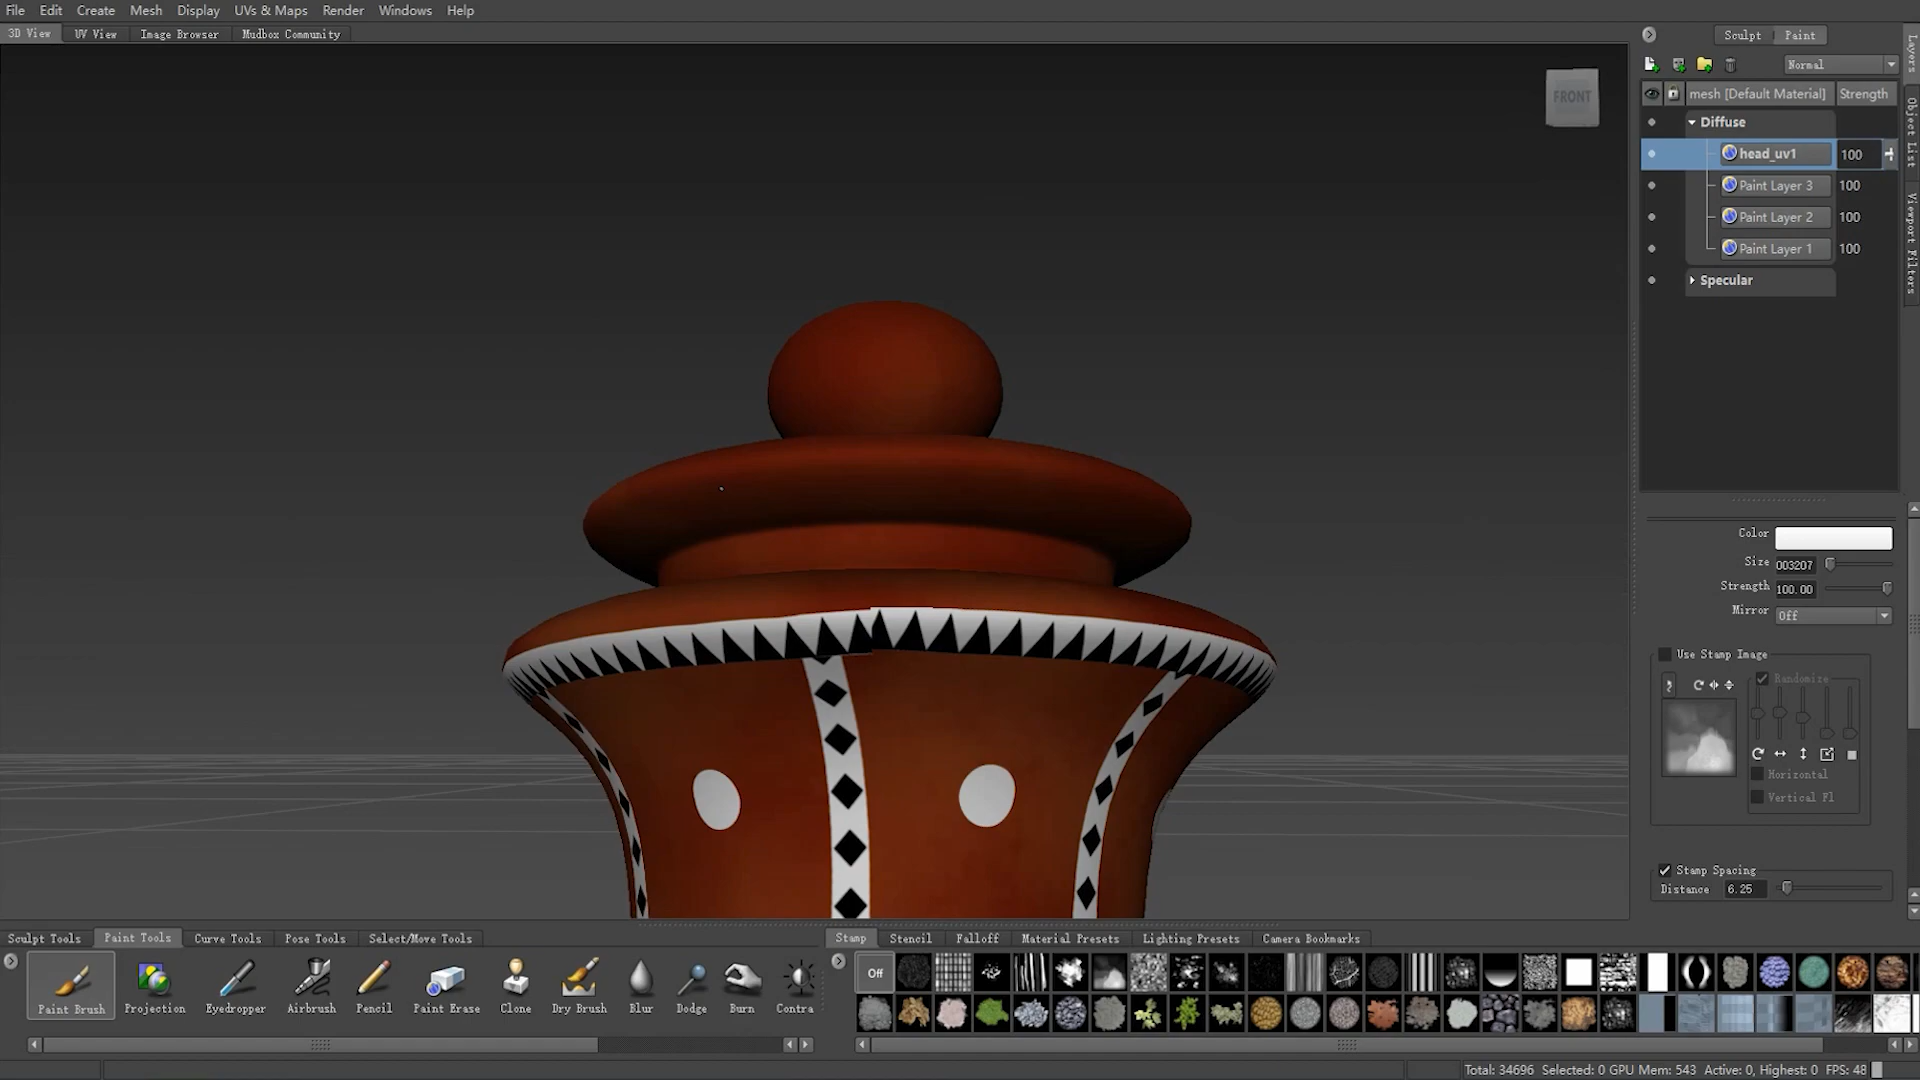 File Edit Create Mesh Display UVs & Maps Render Windows Help
3D View UV View Image Browser Mudbox Community
Sculpt Paint
Normal
mesh [Default Material] Strength
Diffuse
head_uv1 100
Paint Layer 3 100
Paint Layer 2 100
Paint Layer 1 100
Specular
Layers
Object List
Viewport Filters
FRONT
Color
Size 003207
Strength 100.00
Mirror Off
Use Stamp Image
Randomize
Horizontal
Vertical Fl
Stamp Spacing
Distance 6.25
Sculpt Tools Paint Tools Curve Tools Pose Tools Select/Move Tools
Paint Brush Projection Eyedropper Airbrush Pencil Paint Erase Clone Dry Brush Blur Dodge Burn Contra
Stamp Stencil Falloff Material Presets Lighting Presets Camera Bookmarks
Off
Total: 34696 Selected: 0 GPU Mem: 543 Active: 0, Highest: 0 FPS: 48